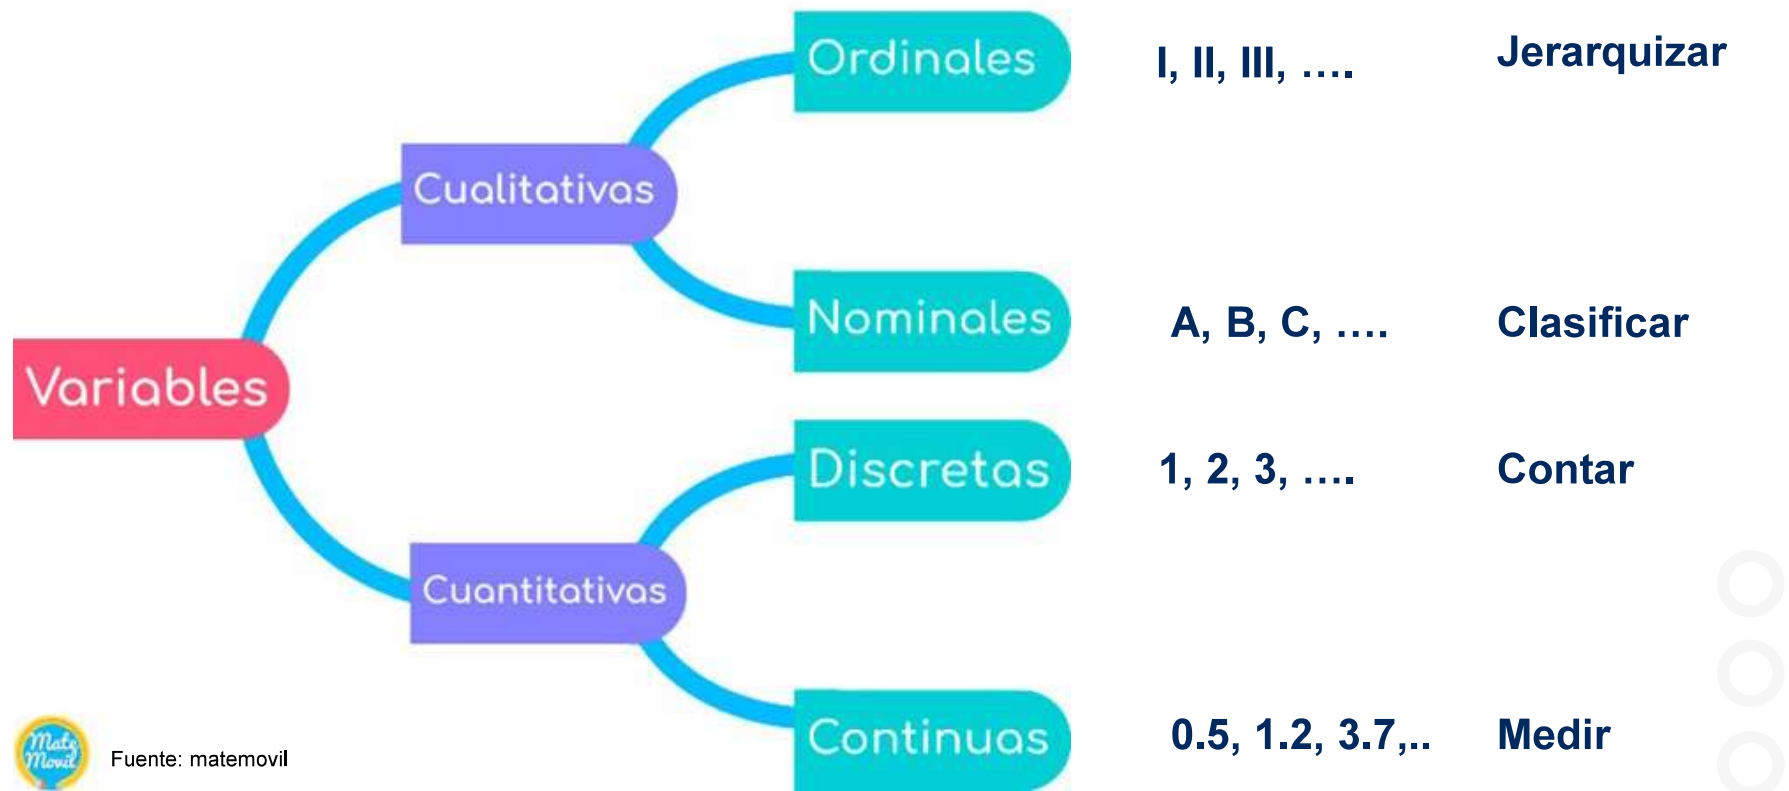 Ordinales
I, II, III, ....
Jerarquizar
Cualitativas
Nominales
A, B, C, ....
Clasificar
Variables
Discretas
1, 2, 3, ....
Contar
Cuantitativas
Continuas
0.5, 1.2, 3.7,..
Medir
Mate
Movil
Fuente: matemovil